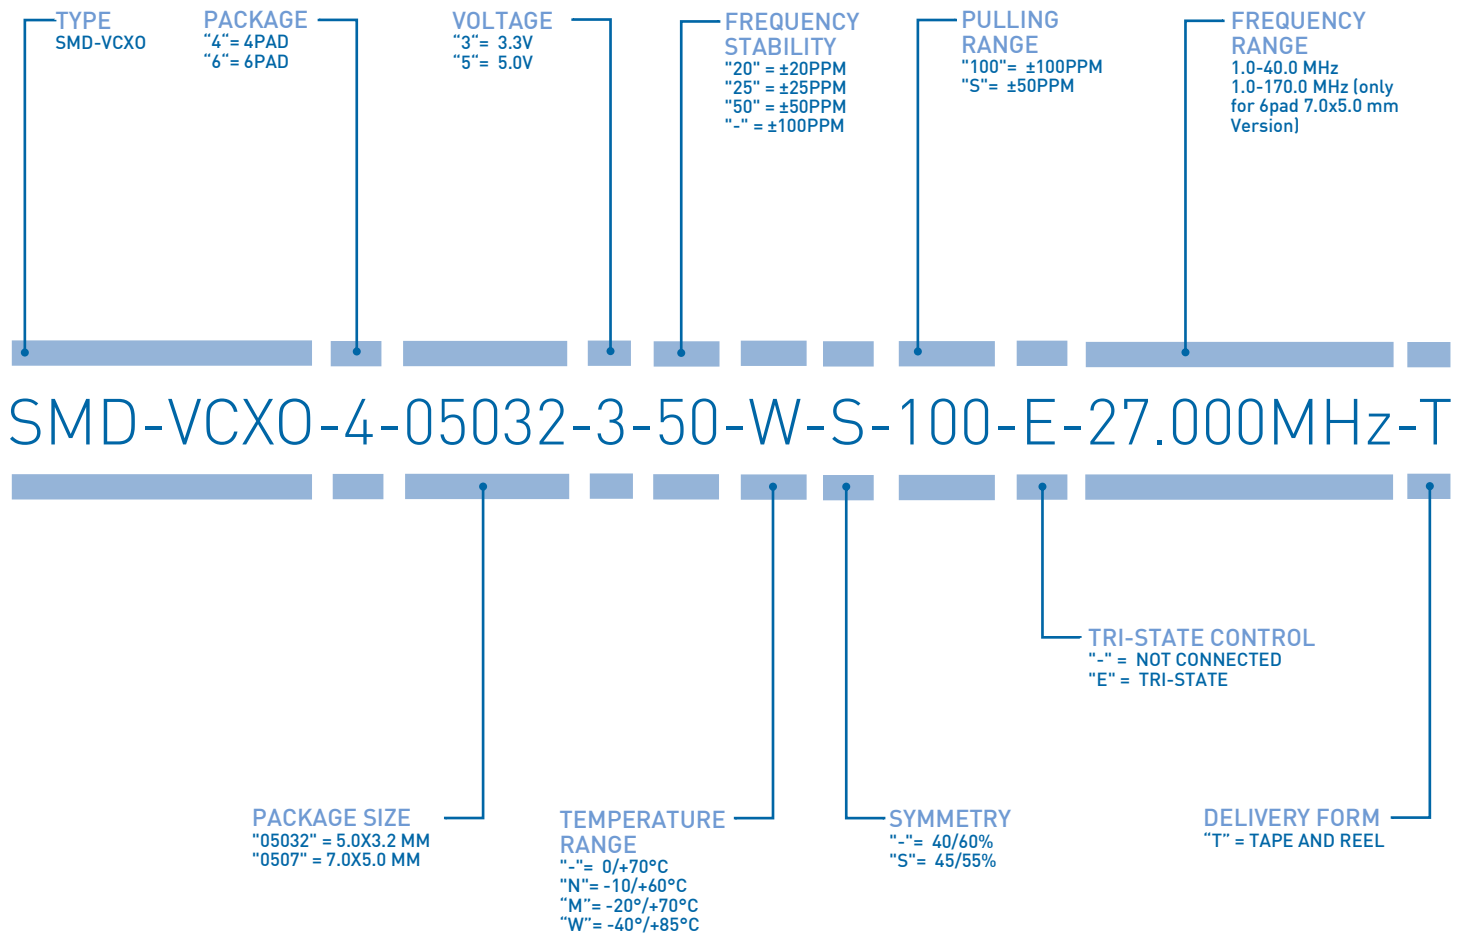 TYPE
SMD-VCXO
PACKAGE
“4“= 4PAD
“6“= 6PAD
VOLTAGE
“3“= 3.3V
“5“= 5.0V
FREQUENCY
STABILITY
"20" = ±20PPM
"25" = ±25PPM
"50" = ±50PPM
"-" = ±100PPM
PULLING
RANGE
"100"= ±100PPM
"S"= ±50PPM
FREQUENCY
RANGE
1.0-40.0 MHz
1.0-170.0 MHz (only
for 6pad 7.0x5.0 mm
Version)
SMD-VCXO-4-05032-3-50-W-S-100-E-27.000MHz-T
TRI-STATE CONTROL
"-" = NOT CONNECTED
"E" = TRI-STATE
PACKAGE SIZE
"05032" = 5.0X3.2 MM
"0507" = 7.0X5.0 MM
TEMPERATURE
RANGE
"-"= 0/+70°C
"N"= -10/+60°C
“M”= -20°/+70°C
“W”= -40°/+85°C
SYMMETRY
"-"= 40/60%
"S"= 45/55%
DELIVERY FORM
“T” = TAPE AND REEL